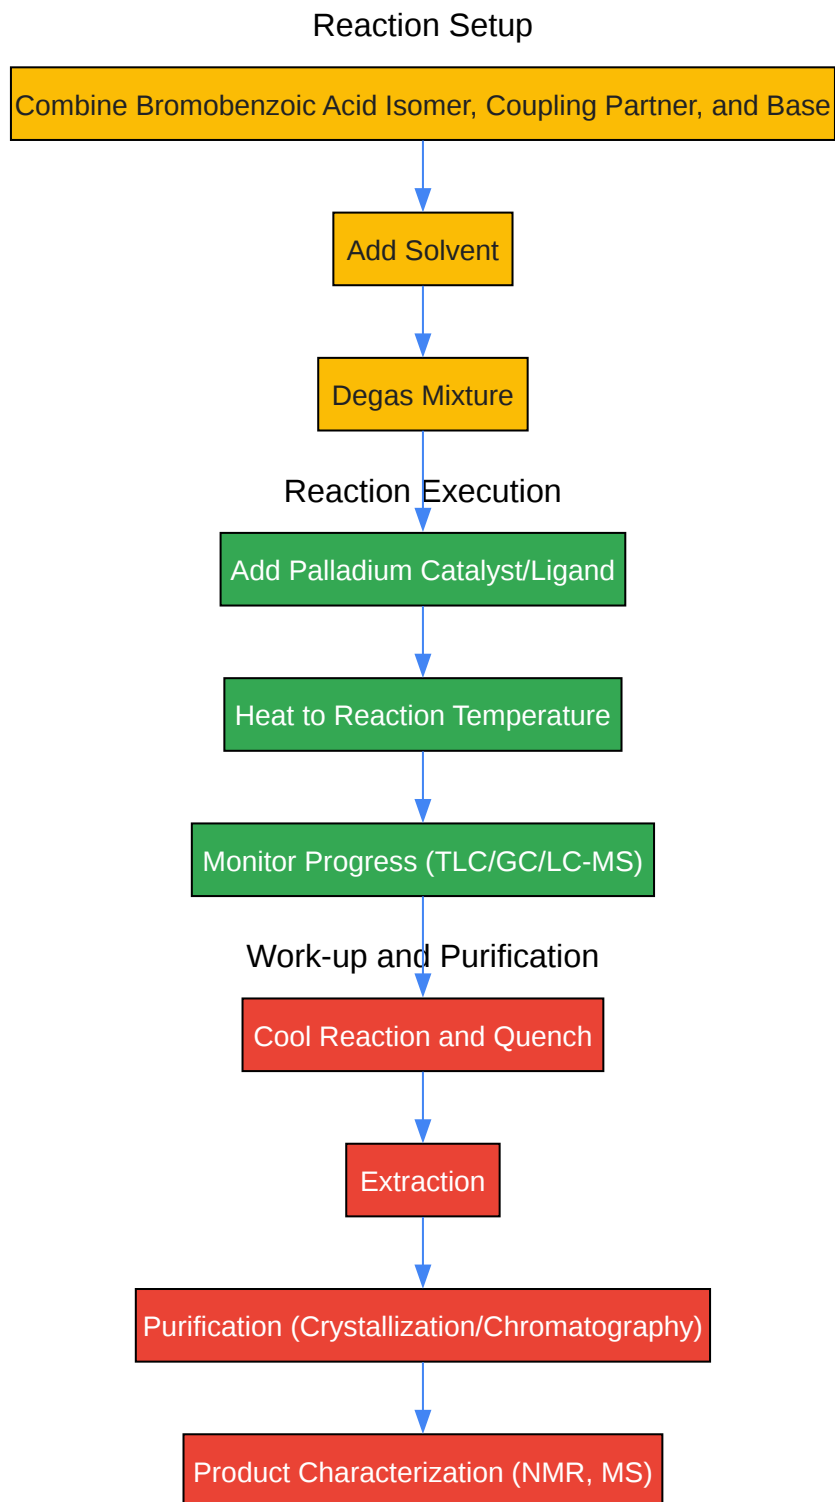 Reaction Setup
Combine Bromobenzoic Acid Isomer, Coupling Partner, and Base
Add Solvent
Degas Mixture
Reaction Execution
Add Palladium Catalyst/Ligand
Heat to Reaction Temperature
Monitor Progress (TLC/GC/LC-MS)
Work-up and Purification
Cool Reaction and Quench
Extraction
Purification (Crystallization/Chromatography)
Product Characterization (NMR, MS)